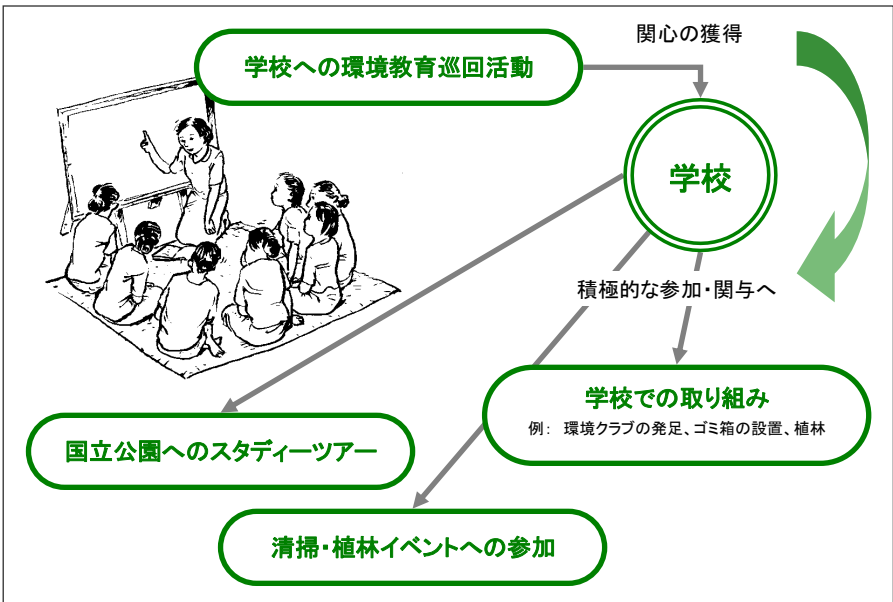 学校への環境教育巡回活動
関心の獲得
学校
積極的な参加・関与へ
学校での取り組み
例： 環境クラブの発足、ゴミ箱の設置、植林
国立公園へのスタディーツアー
清掃・植林イベントへの参加